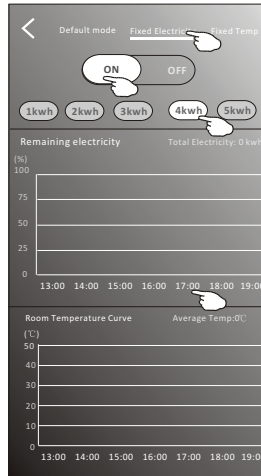 Default mode Fixed Electricity Fixed Temp
ON OFF
1kwh 2kwh 3kwh 4kwh 5kwh
Remaining electricity Total Electricity: 0 kwh
(%)
100
75
50
25
0
13:00 14:00 15:00 16:00 17:00 18:00 19:00
Room Temperature Curve Average Temp:0℃
(℃)
50
40
30
20
10
0
13:00 14:00 15:00 16:00 17:00 18:00 19:00